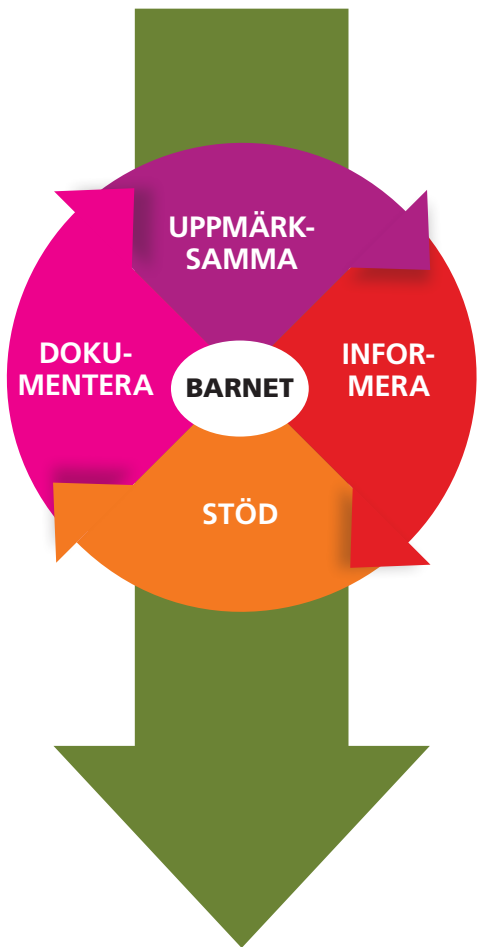 UPPMÄRK-
SAMMA
INFOR-
MERA
STÖD
DOKU-
MENTERA
BARNET